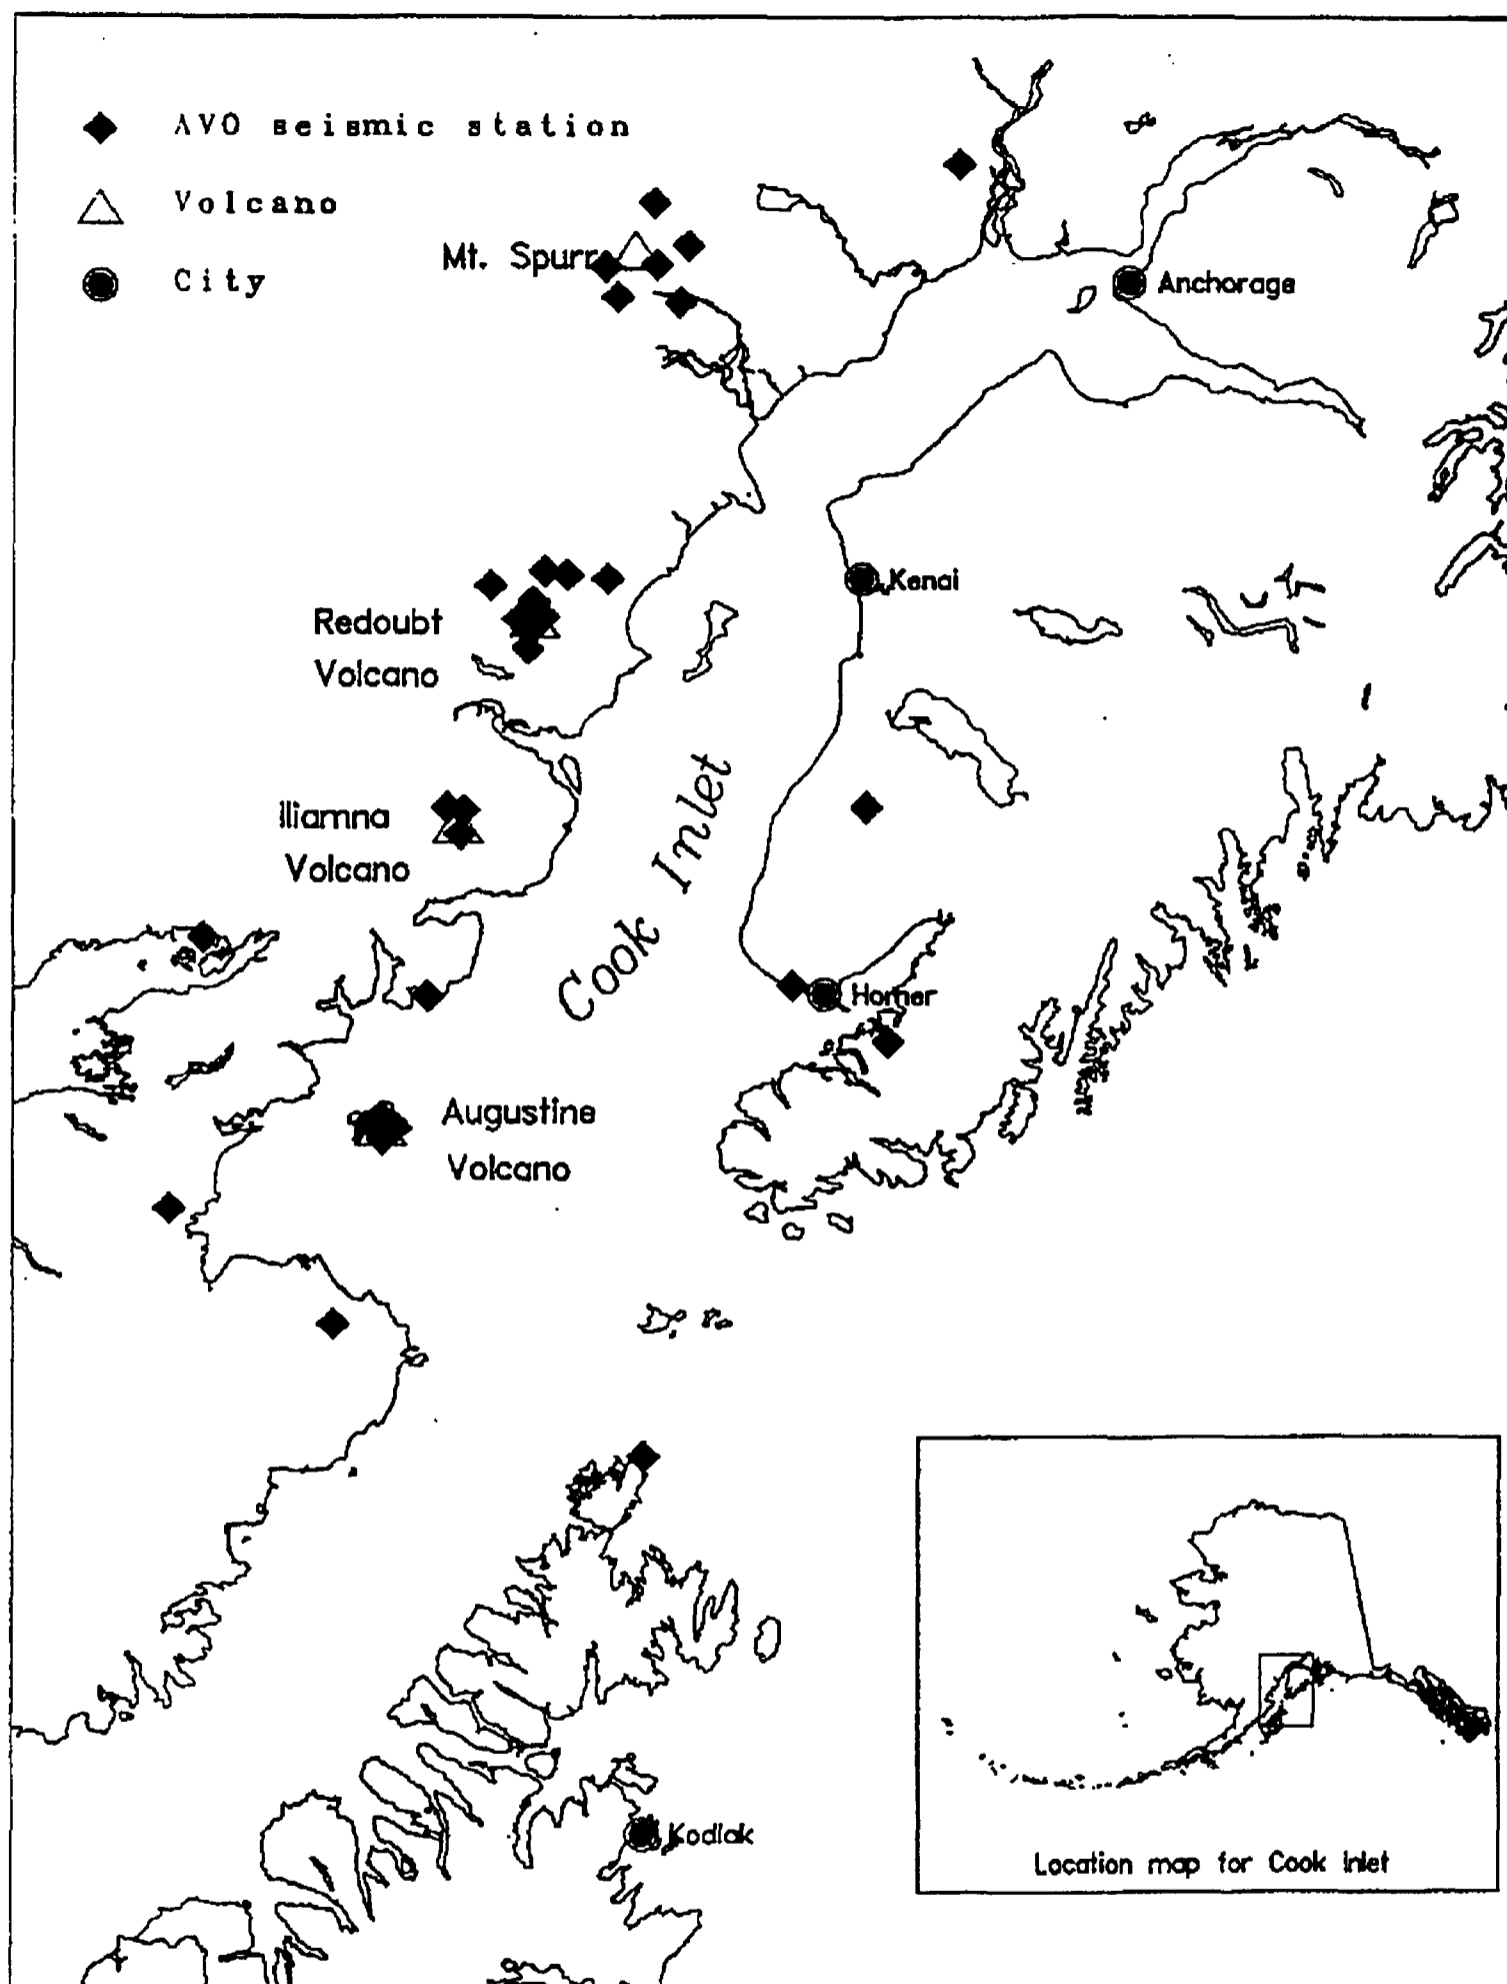 AVO seismic station
Volcano
City
Mt. Spurr
Anchorage
Kenai
Redoubt
Volcano
Iliamna
Volcano
Cook Inlet
Homer
Augustine
Volcano
Kodiak
Location map for Cook Inlet